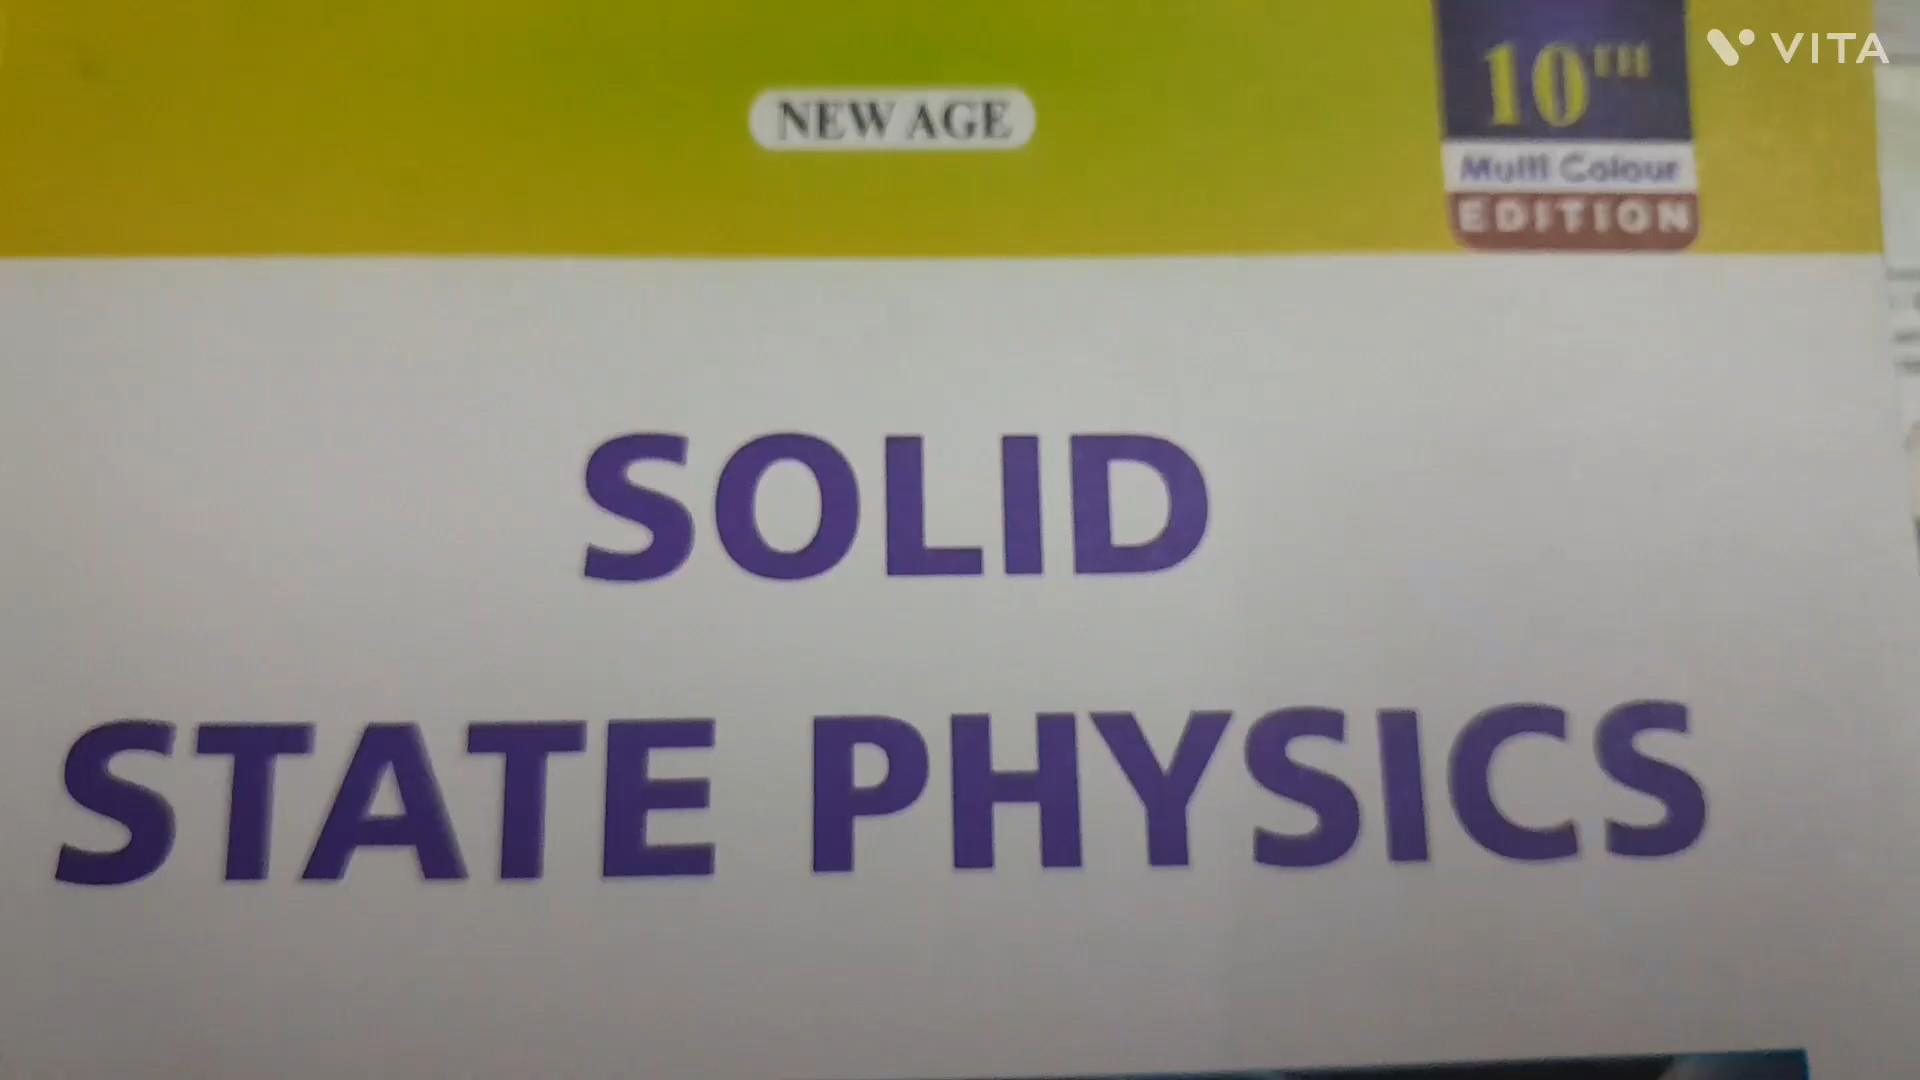 VITA
10TH
Multi Colour
EDITION
NEW AGE
SOLID
STATE PHYSICS